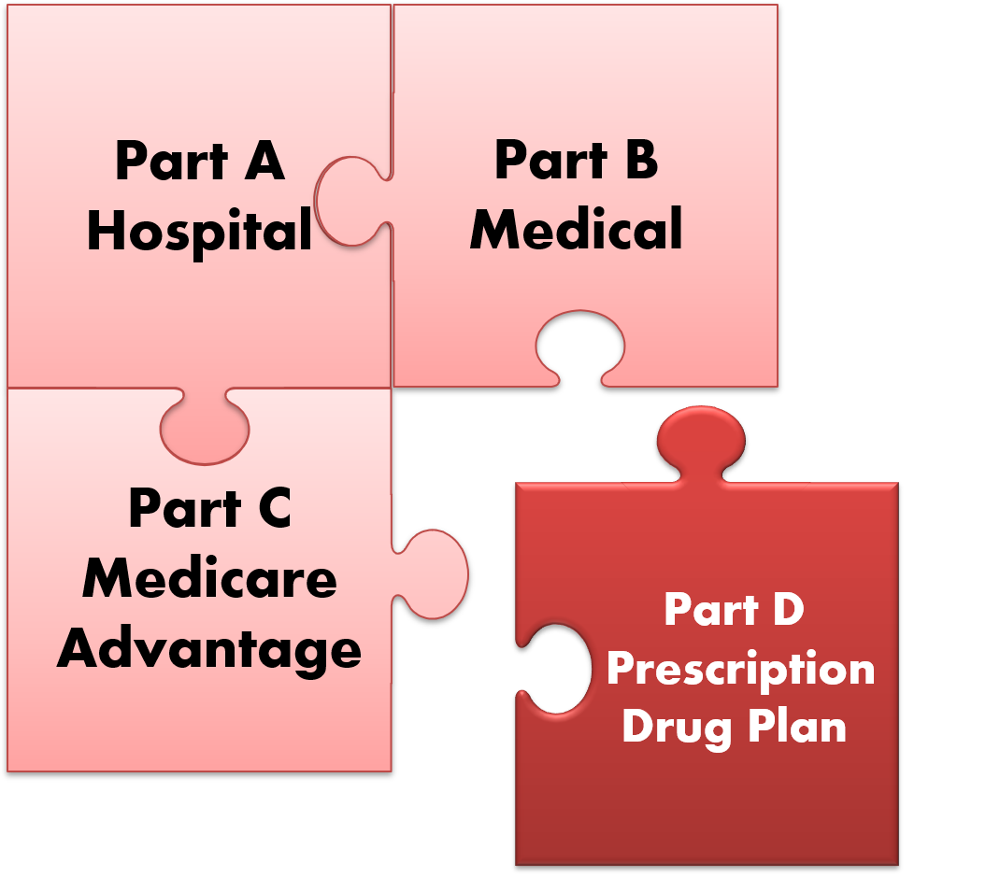 Part A
Hospital
Part B
Medical
Part C
Medicare
Advantage
Part D
Prescription
Drug Plan